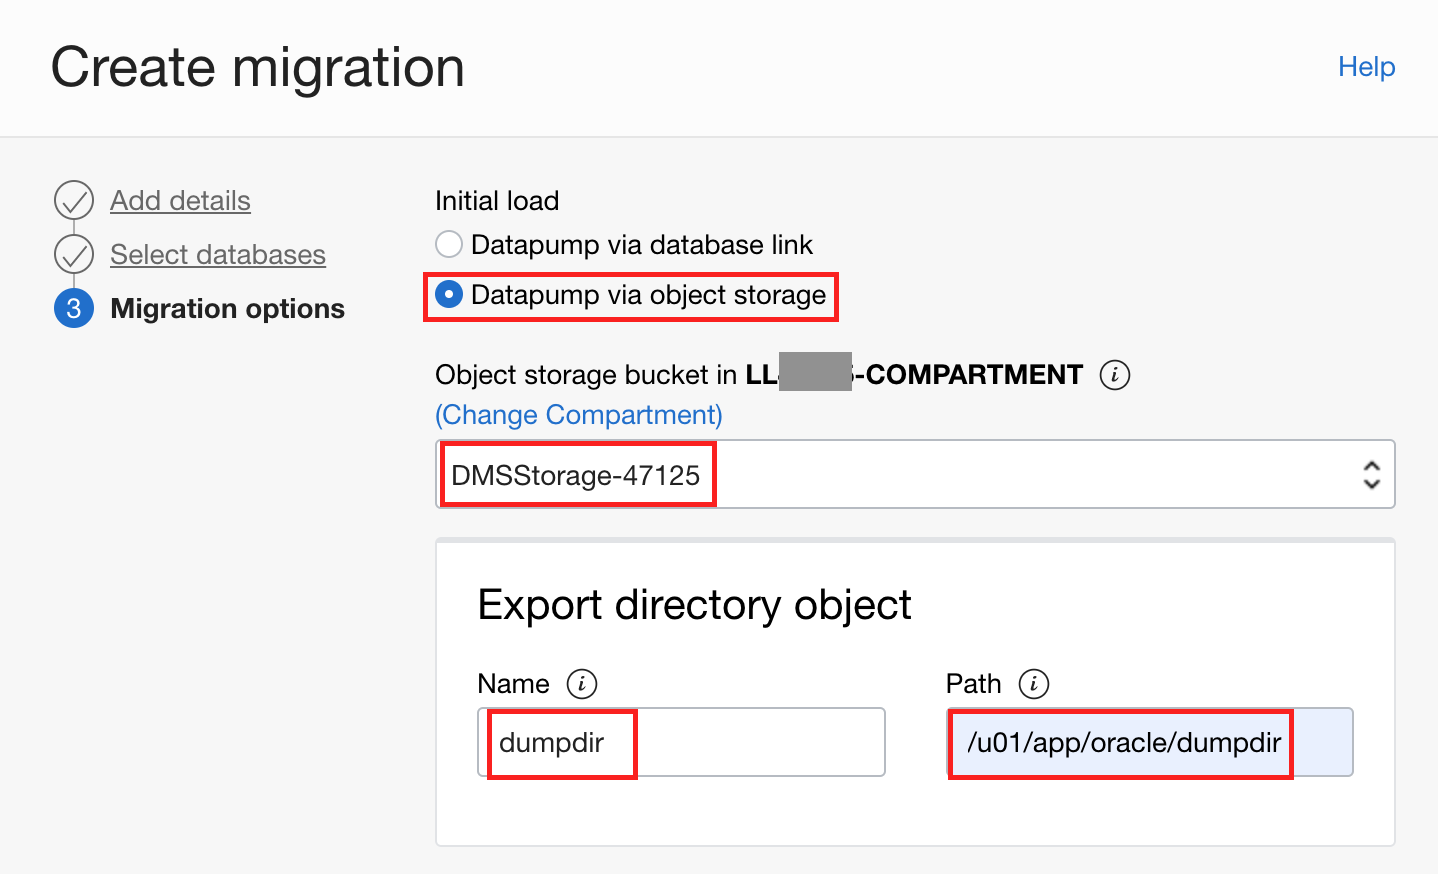 Create migration
Help
Add details
Select databases
3 Migration options
Initial load
Datapump via database link
Datapump via object storage
Object storage bucket in LL -COMPARTMENT i
(Change Compartment)
DMSStorage-47125
Export directory object
Name i Path i
dumpdir /u01/app/oracle/dumpdir